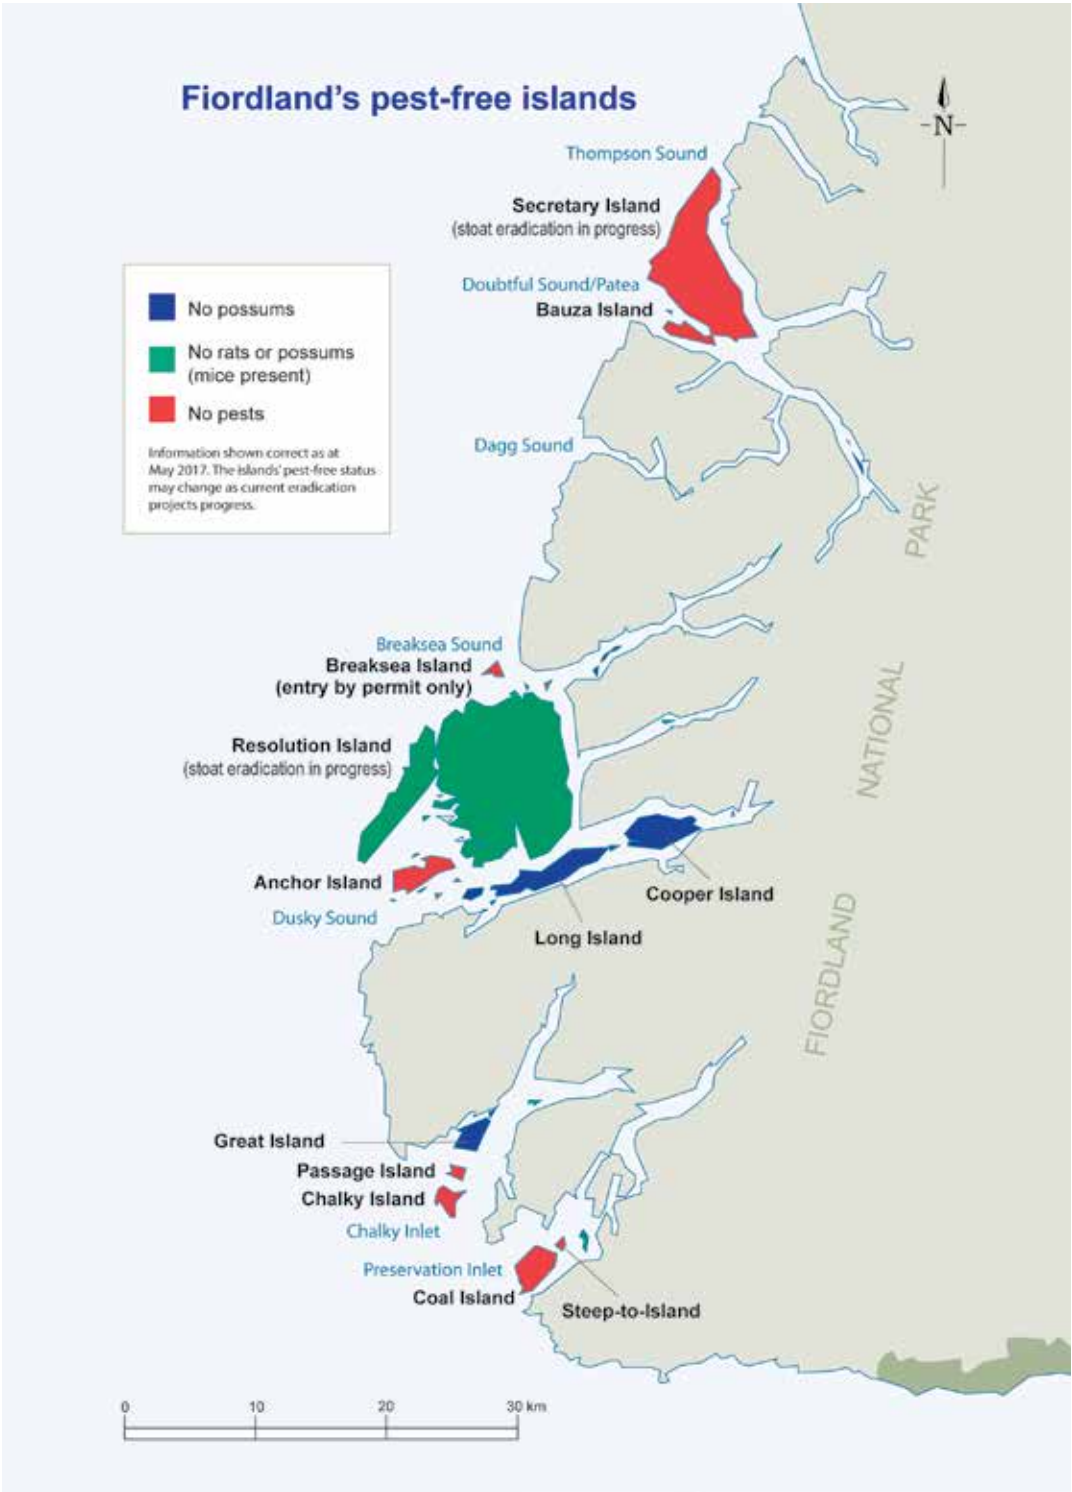 Fiordland's pest-free islands
N
Thompson Sound
Secretary Island
(stoat eradication in progress)
Doubtful Sound/Patea
Bauza Island
No possums
No rats or possums
(mice present)
No pests
Information shown correct as at
May 2017. The islands' pest-free status
may change as current eradication
projects progress.
Dagg Sound
PARK
Breaksea Sound
Breaksea Island
(entry by permit only)
NATIONAL
Resolution Island
(stoat eradication in progress)
Anchor Island
Cooper Island
Dusky Sound
Long Island
FIORDLAND
Great Island
Passage Island
Chalky Island
Chalky Inlet
Preservation Inlet
Coal Island
Steep-to-Island
0 10 20 30 km